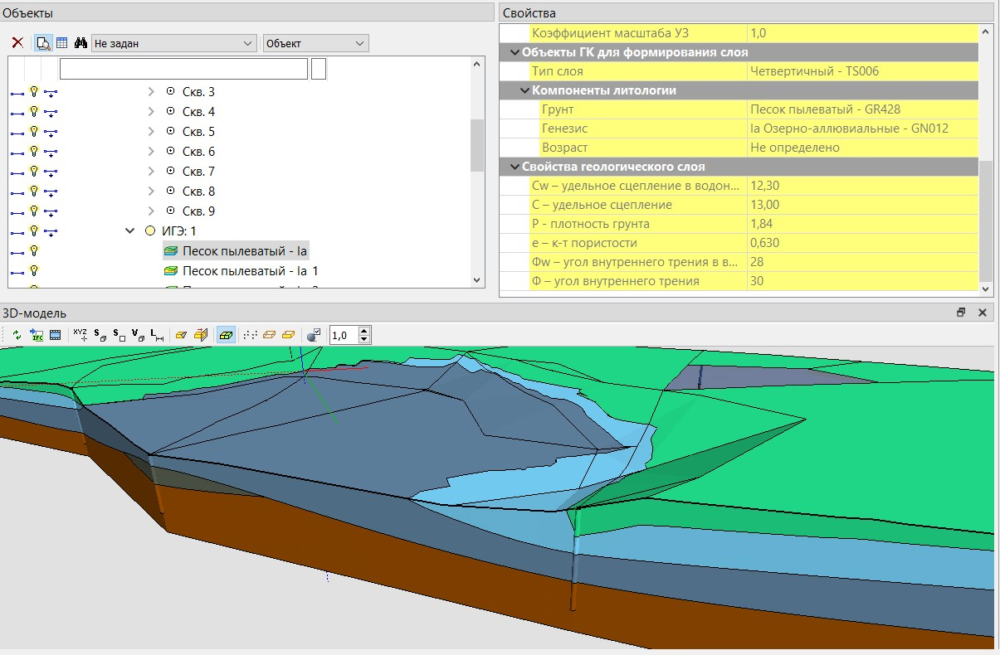 Объекты
Не задан
Объект
Скв. 3
Скв. 4
Скв. 5
Скв. 6
Скв. 7
Скв. 8
Скв. 9
ИГЭ: 1
Песок пылеватый - Ia
Песок пылеватый - Ia 1
Свойства
Коэффициент масштаба УЗ 1,0
Объекты ГК для формирования слоя
Тип слоя Четвертичный - TS006
Компоненты литологии
Грунт Песок пылеватый - GR428
Генезис Ia Озерно-аллювиальные - GN012
Возраст Не определено
Свойства геологического слоя
Cw – удельное сцепление в водон... 12,30
C – удельное сцепление 13,00
P - плотность грунта 1,84
e – к-т пористости 0,630
Фw – угол внутреннего трения в в... 28
Ф – угол внутреннего трения 30
3D-модель
IFC XYZ S S V L 1,0